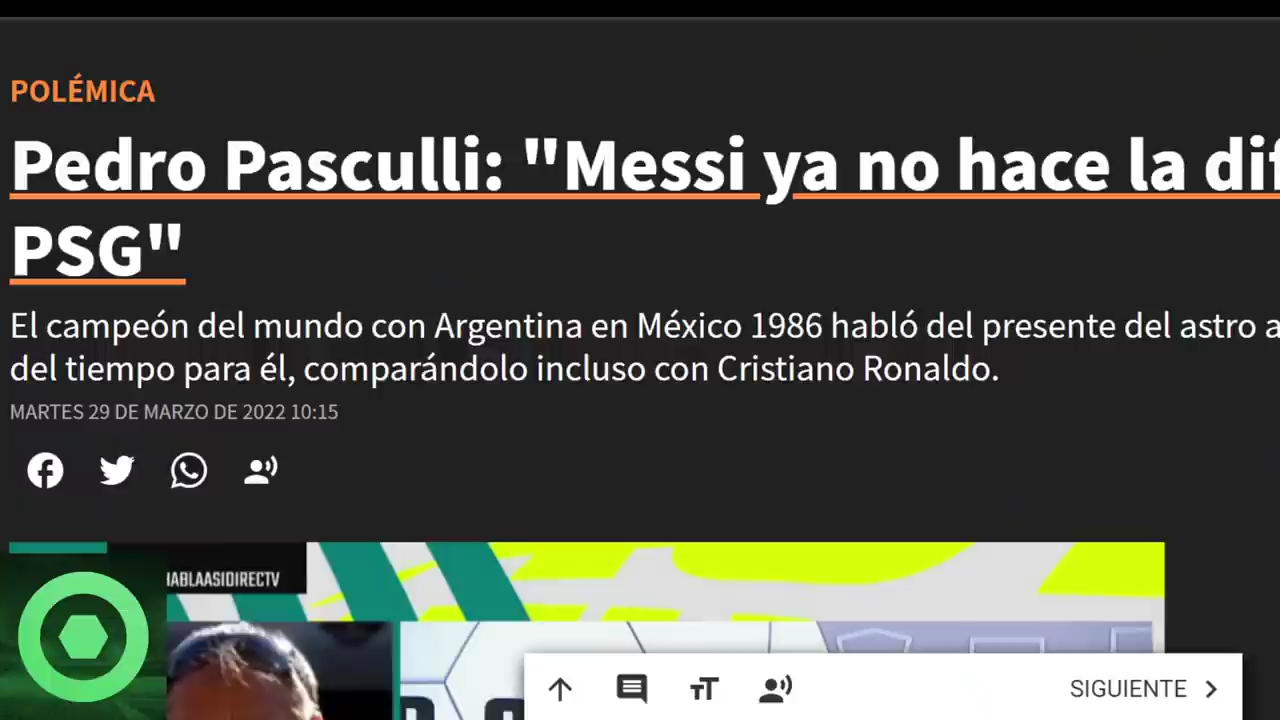 POLÉMICA
Pedro Pasculli: "Messi ya no hace la
PSG"
El campeón del mundo con Argentina en México 1986 habló del presente del astro
del tiempo para él, comparándolo incluso con Cristiano Ronaldo.
MARTES 29 DE MARZO DE 2022 10:15
HABLAASIDIRECTV
SIGUIENTE